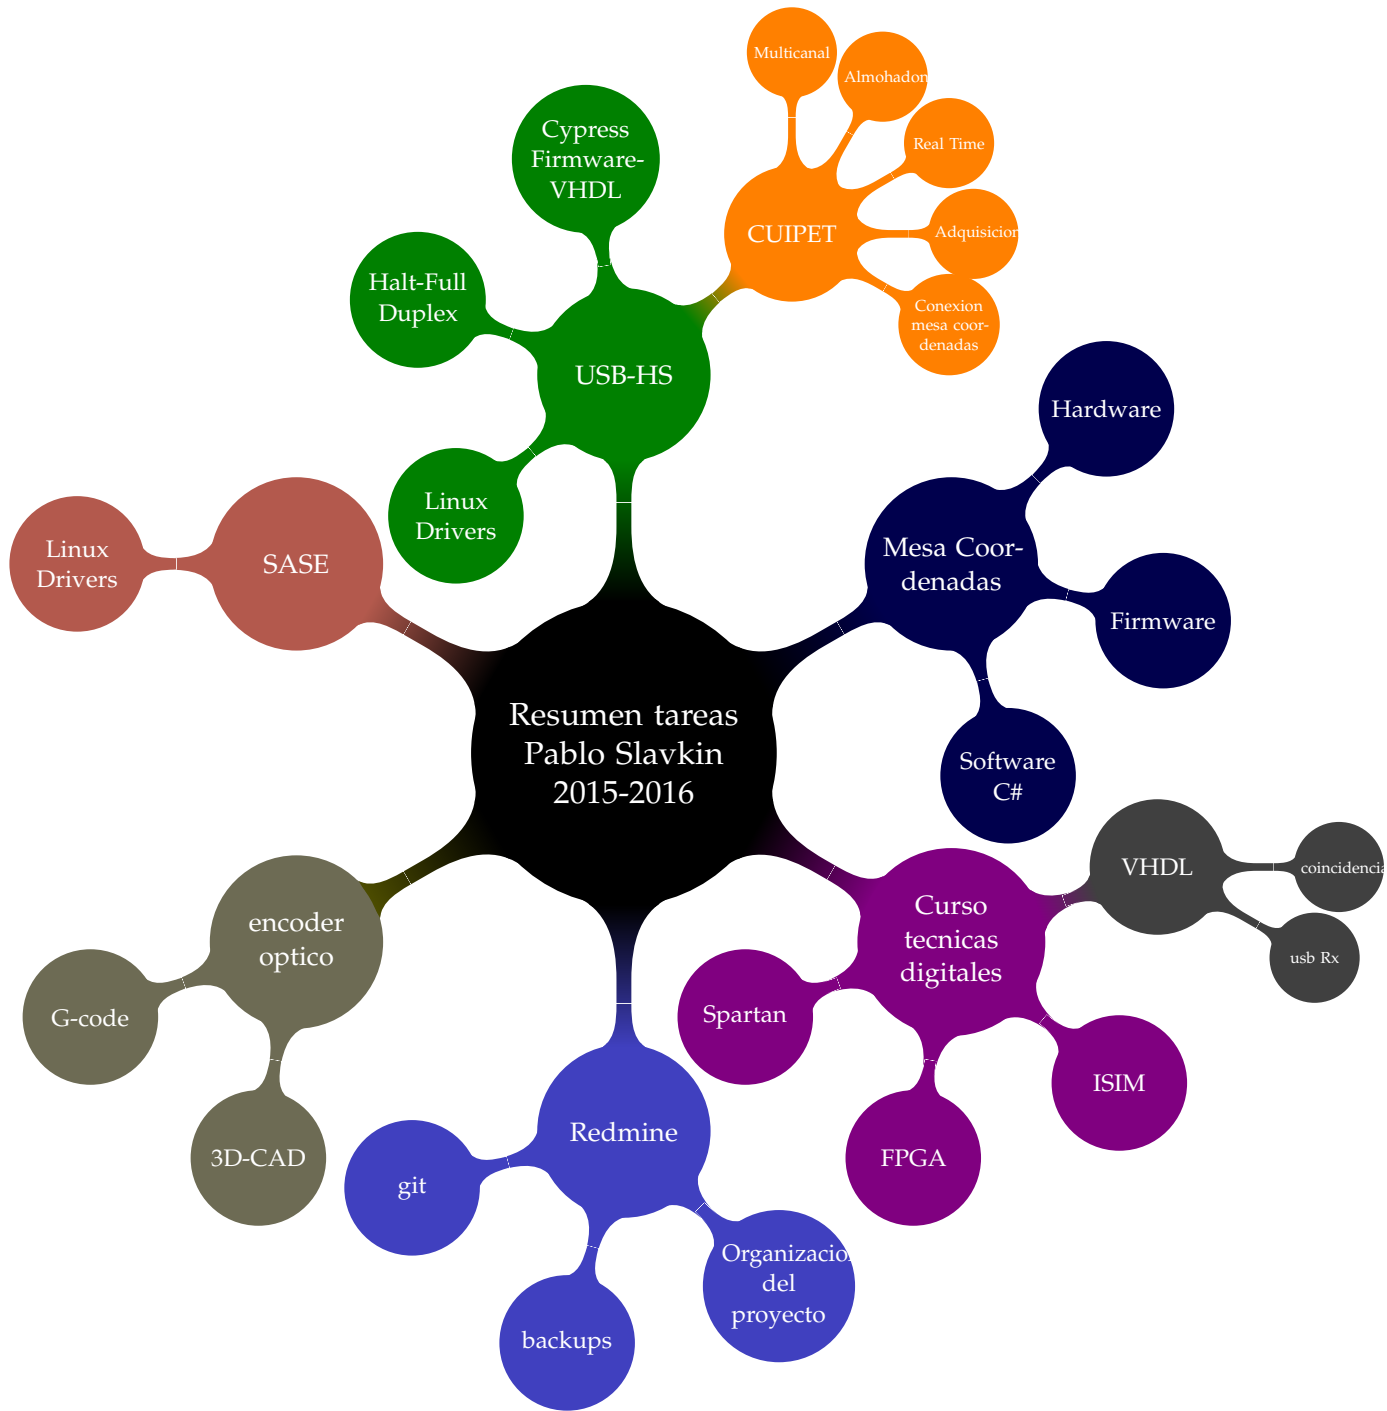 Multicanal
Almohadon
Real Time
Adquisicion
Conexion
mesa coor-
denadas
CUIPET
Cypress
Firmware-
VHDL
Halt-Full
Duplex
USB-HS
Linux
Drivers
Hardware
Mesa Coor-
denadas
Firmware
Software
C#
Linux
Drivers
SASE
Resumen tareas
Pablo Slavkin
2015-2016
VHDL
coincidencia
usb Rx
Curso
tecnicas
digitales
Spartan
FPGA
ISIM
encoder
optico
G-code
3D-CAD
Redmine
git
backups
Organizacion
del
proyecto